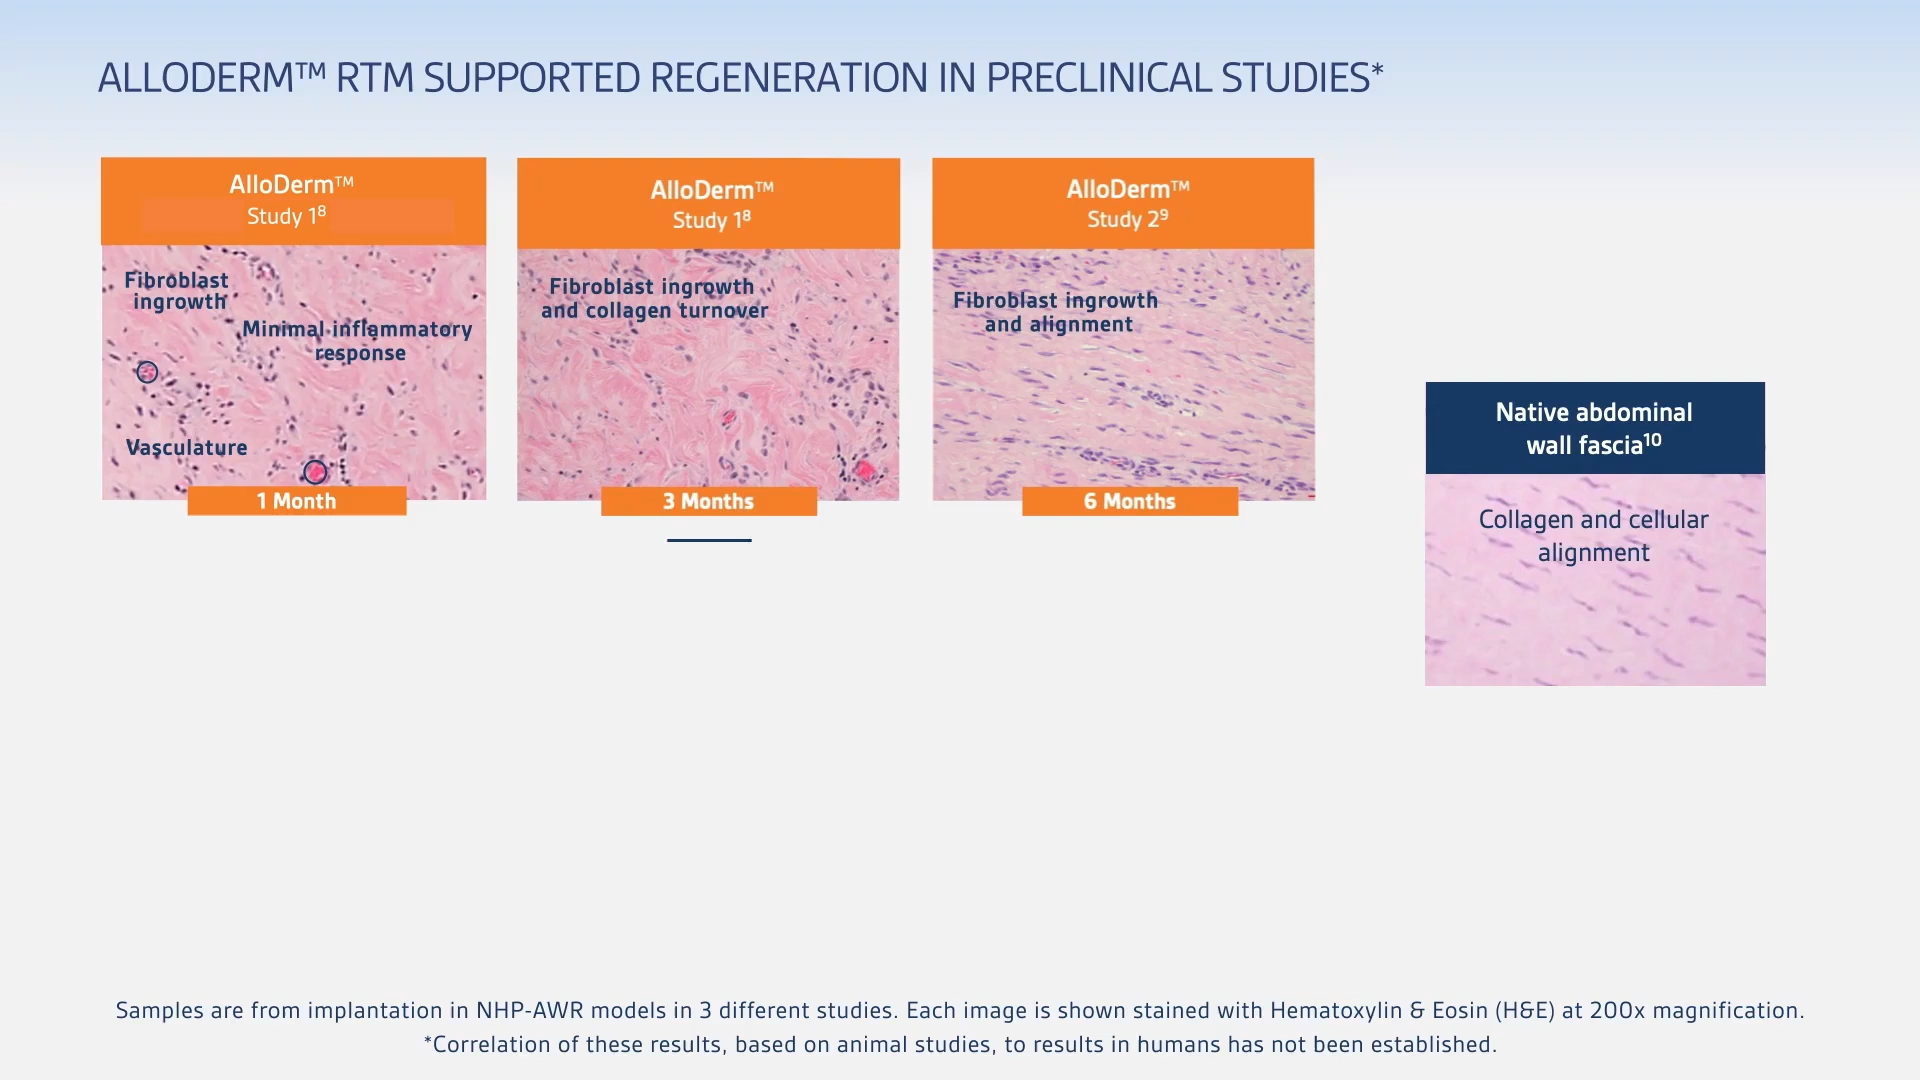 ALLODERM™ RTM SUPPORTED REGENERATION IN PRECLINICAL STUDIES*
AlloDerm™
Study 1⁸
Fibroblast
ingrowth
Minimal inflammatory
response
Vasculature
1 Month
AlloDerm™
Study 1⁸
Fibroblast ingrowth
and collagen turnover
3 Months
AlloDerm™
Study 2⁹
Fibroblast ingrowth
and alignment
6 Months
Native abdominal
wall fascia¹⁰
Collagen and cellular
alignment
Samples are from implantation in NHP-AWR models in 3 different studies. Each image is shown stained with Hematoxylin & Eosin (H&E) at 200x magnification.
*Correlation of these results, based on animal studies, to results in humans has not been established.